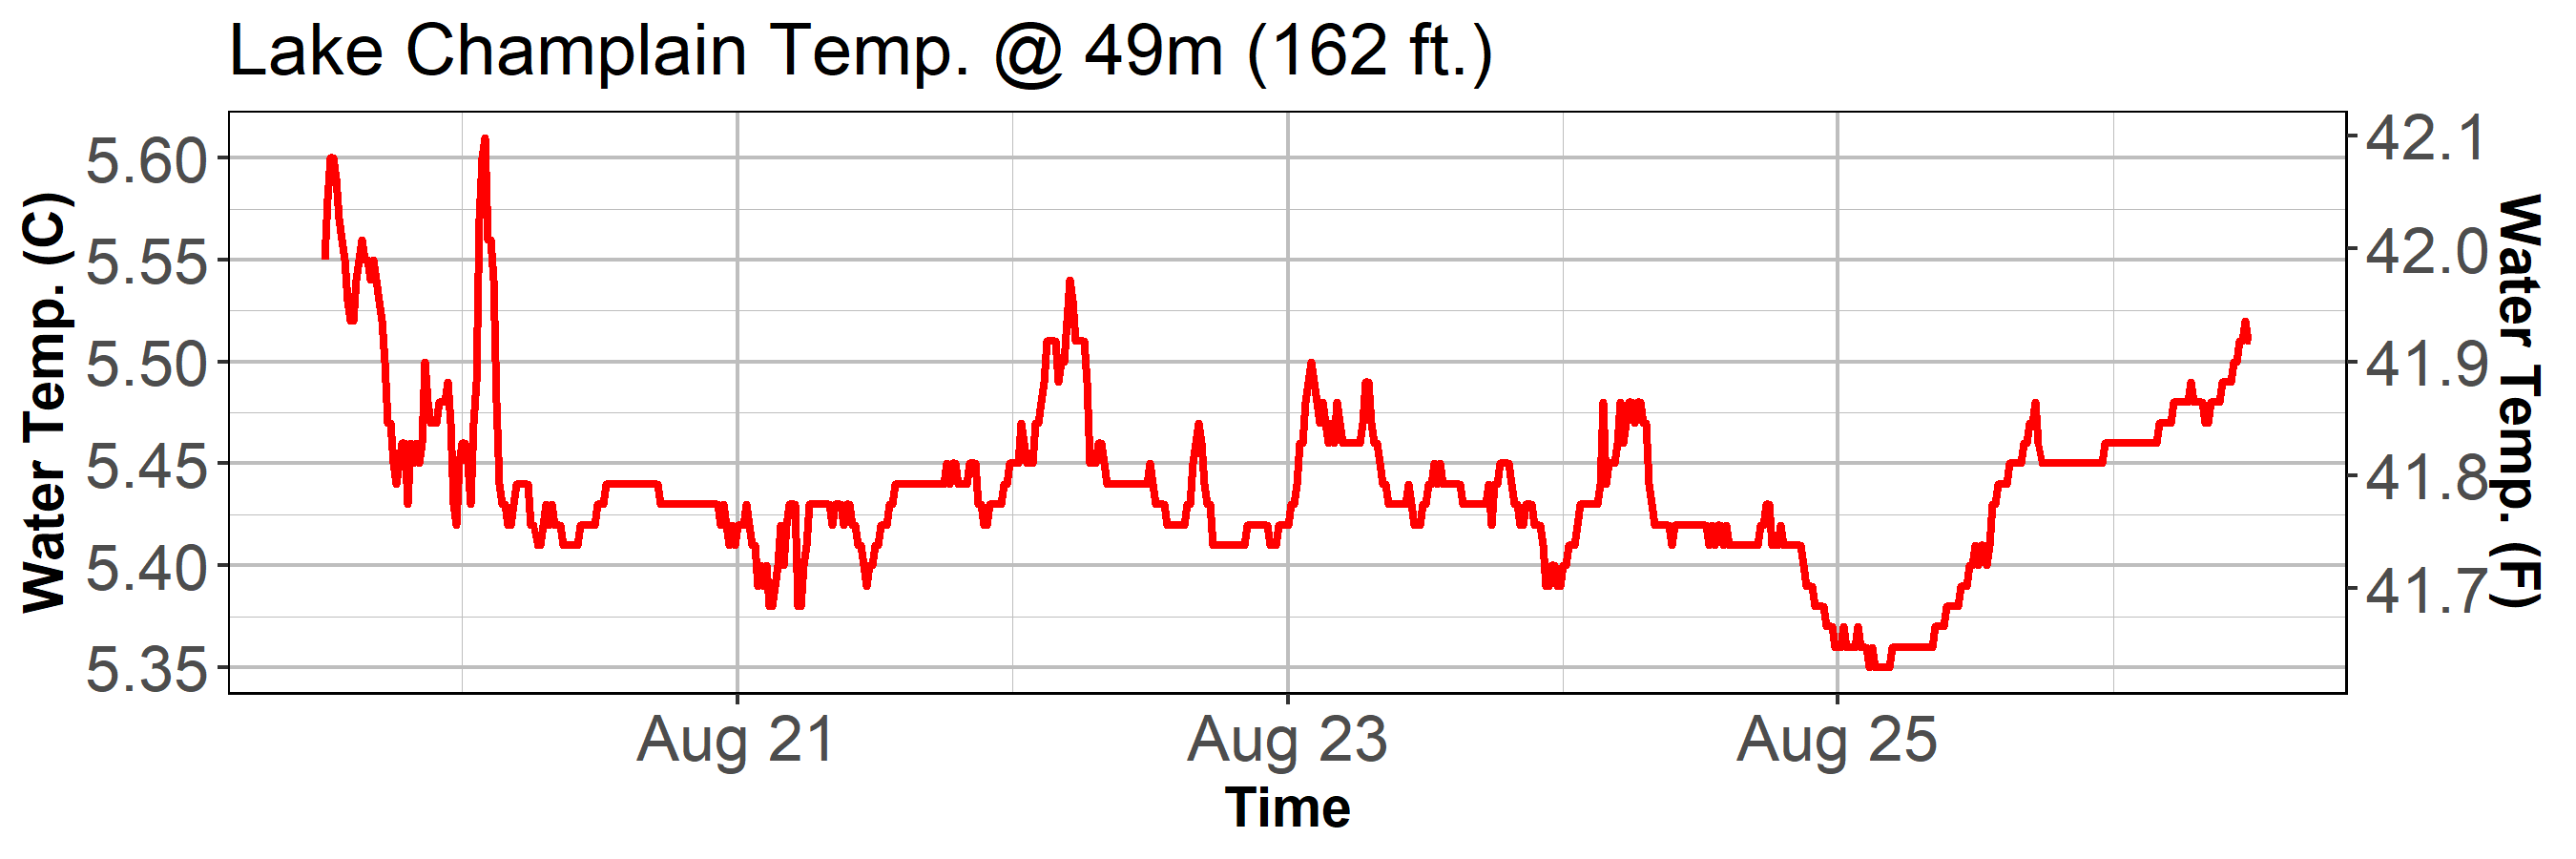 Lake Champlain Temp. @ 49m (162 ft.)
Water Temp. (C)
5.60
5.55
5.50
5.45
5.40
5.35
42.1
42.0
41.9
41.8
41.7
Water Temp. (F)
Aug 21
Aug 23
Aug 25
Time